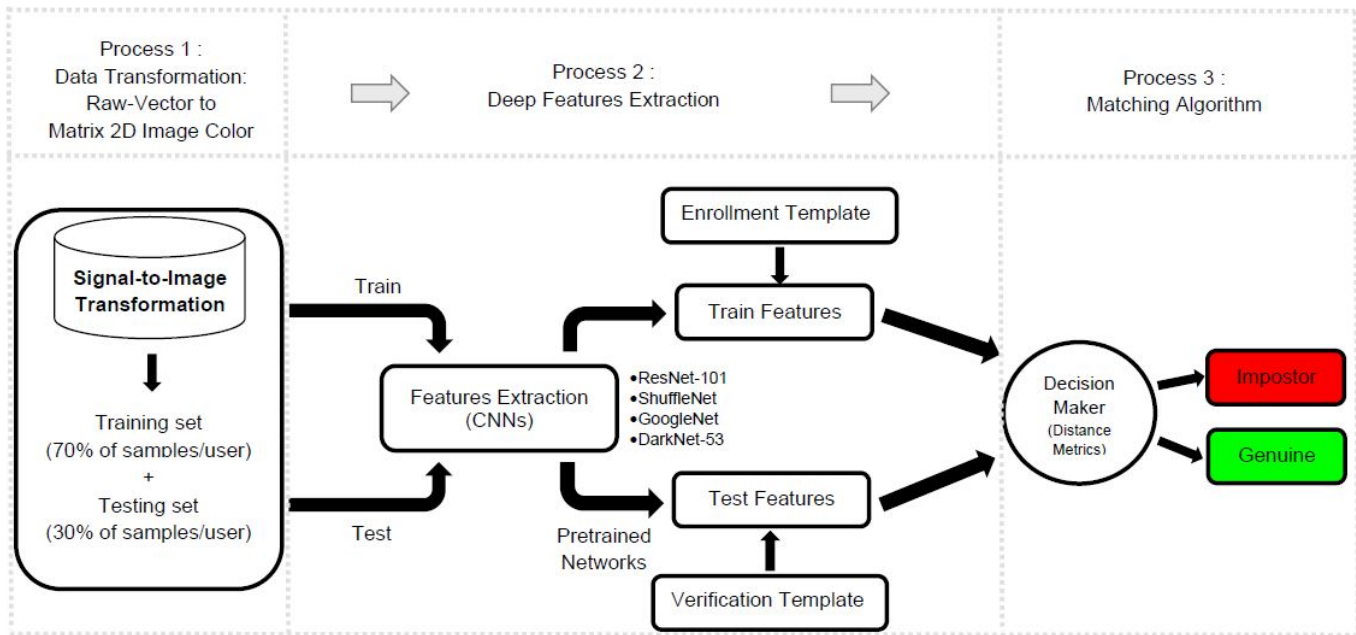 Process 1 :
Data Transformation:
Raw-Vector to
Matrix 2D Image Color
Process 2 :
Deep Features Extraction
Process 3 :
Matching Algorithm
Signal-to-Image
Transformation
Training set
(70% of samples/user)
+
Testing set
(30% of samples/user)
Train
Test
Features Extraction
(CNNs)
•ResNet-101
•ShuffleNet
•GoogleNet
•DarkNet-53
Pretrained
Networks
Enrollment Template
Train Features
Test Features
Verification Template
Decision
Maker
(Distance
Metrics)
Impostor
Genuine